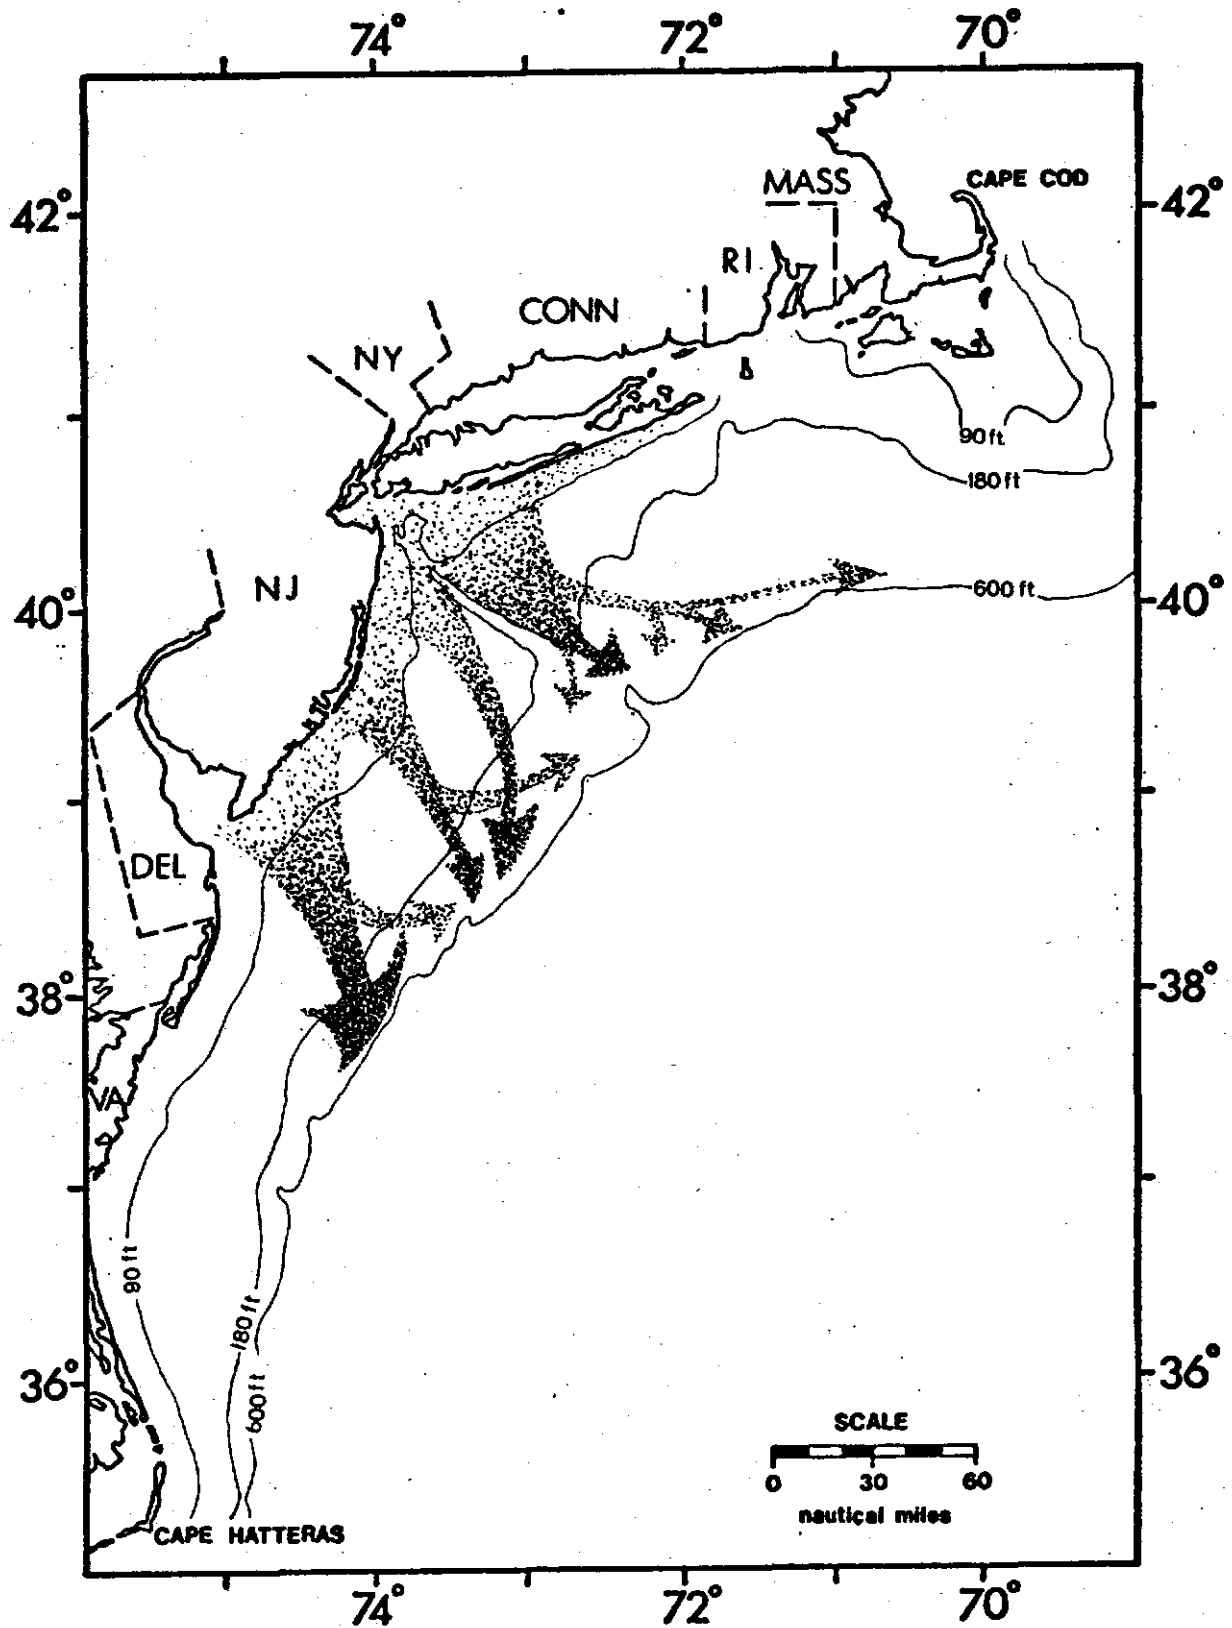 74° 72° 70°
CAPE COD
MASS
42° 42°
RI
CONN
NY
90 ft
180 ft
NJ
600 ft
40° 40°
DEL
38° 38°
VA
90 ft
180 ft
600 ft
36° 36°
SCALE
0 30 60
nautical miles
CAPE HATTERAS
74° 72° 70°